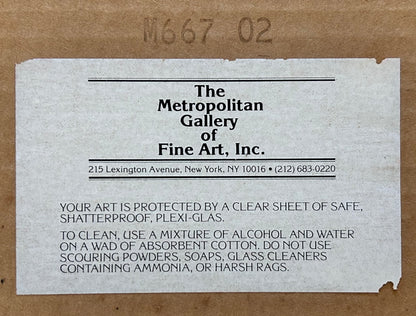 M667 02
The
Metropolitan
Gallery
of
Fine Art, Inc.
215 Lexington Avenue, New York, NY 10016 • (212) 683-0220
YOUR ART IS PROTECTED BY A CLEAR SHEET OF SAFE,
SHATTERPROOF, PLEXI-GLAS.
TO CLEAN, USE A MIXTURE OF ALCOHOL AND WATER
ON A WAD OF ABSORBENT COTTON. DO NOT USE
SCOURING POWDERS, SOAPS, GLASS CLEANERS
CONTAINING AMMONIA, OR HARSH RAGS.